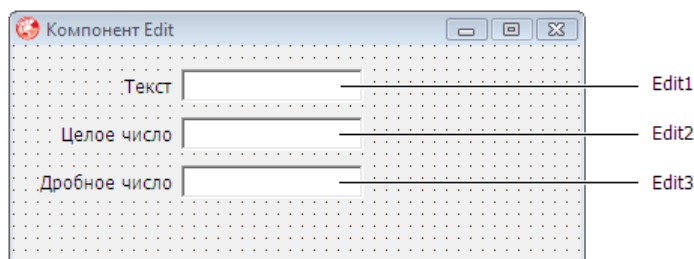 Компонент Edit
Текст Edit1
Целое число Edit2
Дробное число Edit3